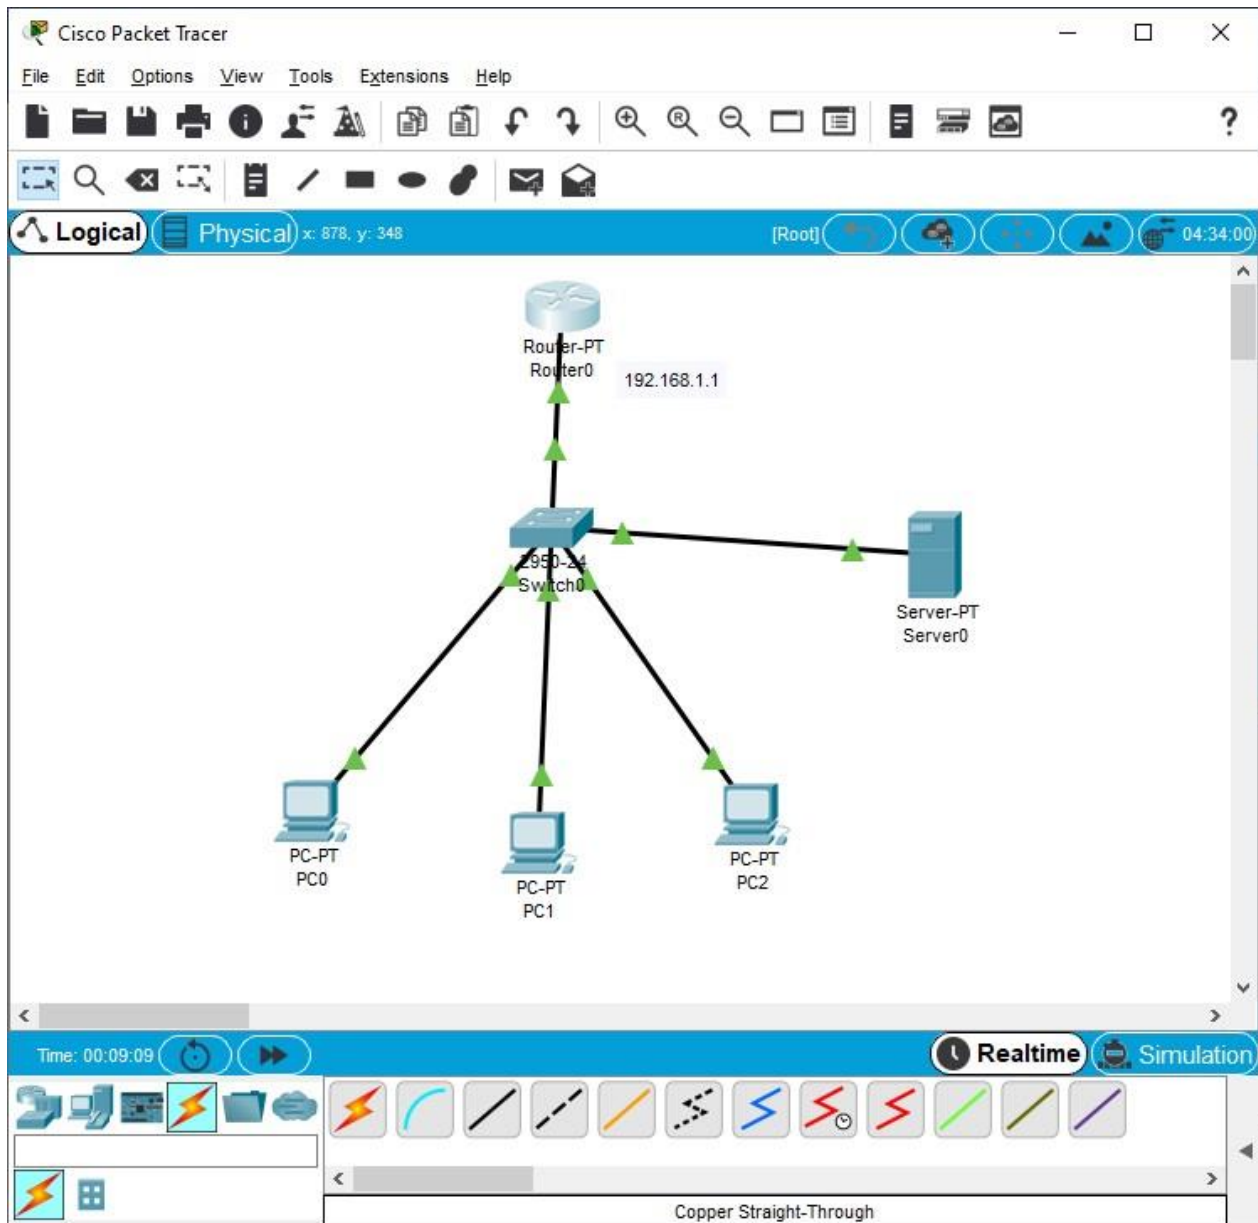 Cisco Packet Tracer
File Edit Options View Tools Extensions Help
Logical Physical x: 878, y: 348 [Root] 04:34:00
Router-PT
Router0
192.168.1.1
2950-24
Switch0
Server-PT
Server0
PC-PT
PC0
PC-PT
PC1
PC-PT
PC2
Time: 00:09:09 Realtime Simulation
Copper Straight-Through